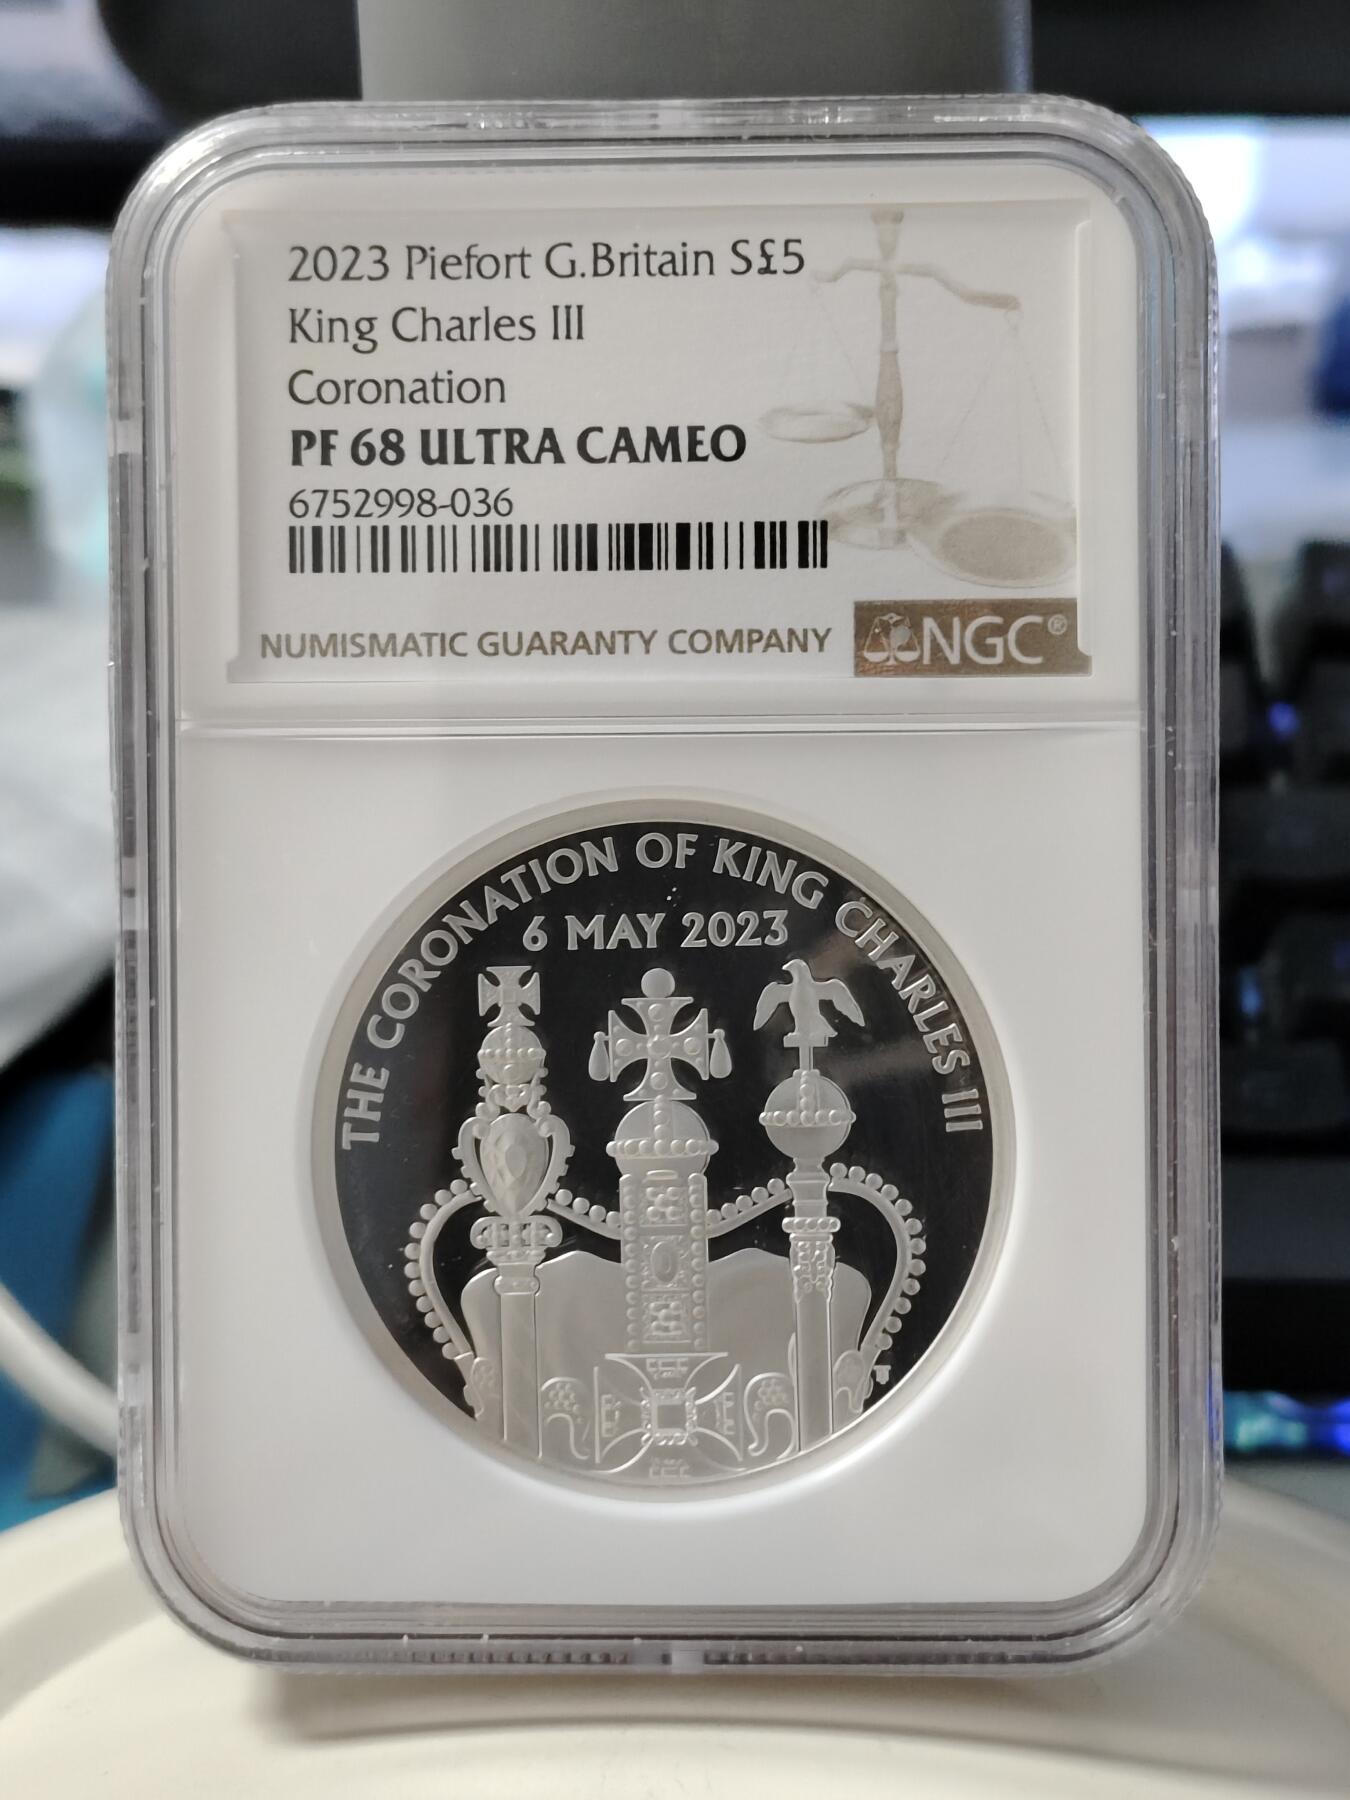 2023 Piefort G.Britain S£5
King Charles III
Coronation
PF 68 ULTRA CAMEO
6752998-036
NUMISMATIC GUARANTY COMPANY
NGC®
THE CORONATION OF KING CHARLES III
6 MAY 2023